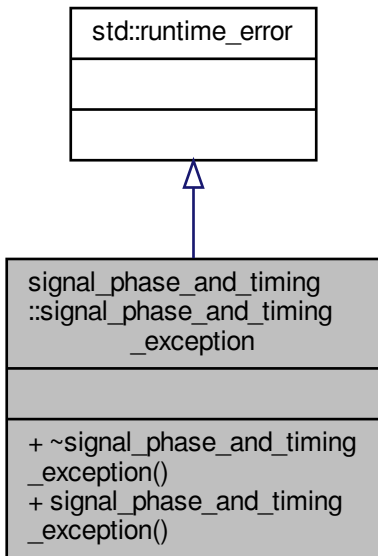 std::runtime_error
signal_phase_and_timing
::signal_phase_and_timing
_exception
+ ~signal_phase_and_timing
_exception()
+ signal_phase_and_timing
_exception()